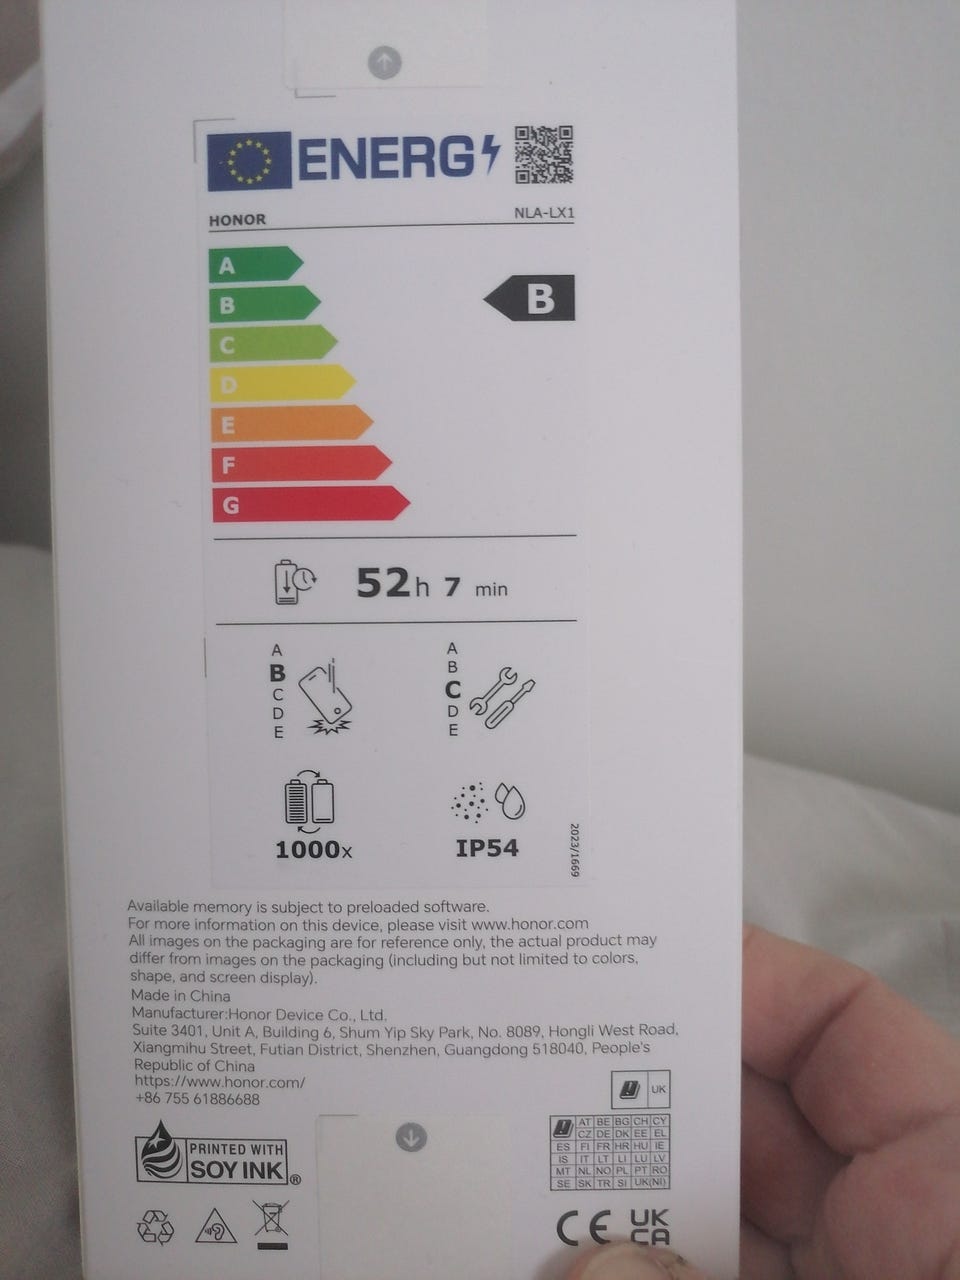 ENERG
HONOR NLA-LX1
A
B B
C
D
E
F
G
52h 7 min
A
B
C
D
E
A
B
C
D
E
1000x
IP54
2023/1669
Available memory is subject to preloaded software.
For more information on this device, please visit www.honor.com
All images on the packaging are for reference only, the actual product may
differ from images on the packaging (including but not limited to colors,
shape, and screen display).
Made in China
Manufacturer:Honor Device Co., Ltd.
Suite 3401, Unit A, Building 6, Shum Yip Sky Park, No. 8089, Hongli West Road,
Xiangmihu Street, Futian District, Shenzhen, Guangdong 518040, People's
Republic of China
https://www.honor.com/
+86 755 61886688
UK
PRINTED WITH
SOY INK®
AT BE BG CH CY
CZ DE DK EE EL
ES FI FR HR HU IE
IS IT LT LI LU LV
MT NL NO PL PT RO
SE SK TR SI UK(NI)
CE UK
CA